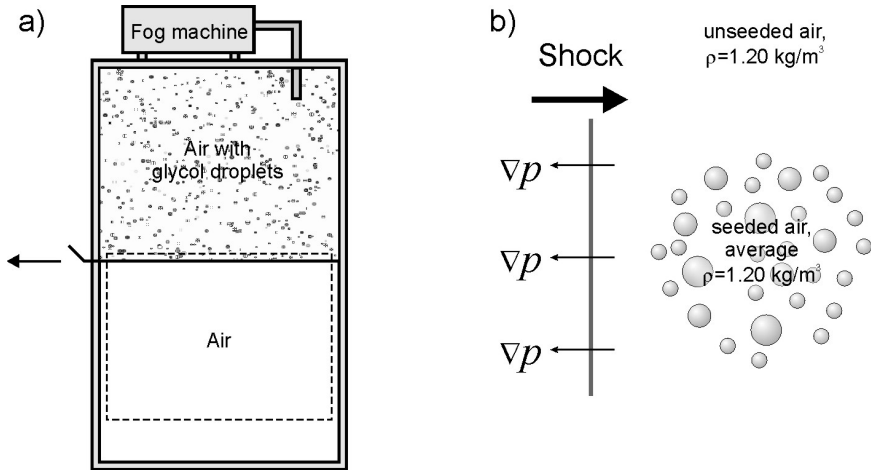 a)
Fog machine
Air with
glycol droplets
Air
b)
unseeded air,
ρ=1.20 kg/m³
Shock
∇p
∇p
∇p
seeded air,
average
ρ=1.20 kg/m³